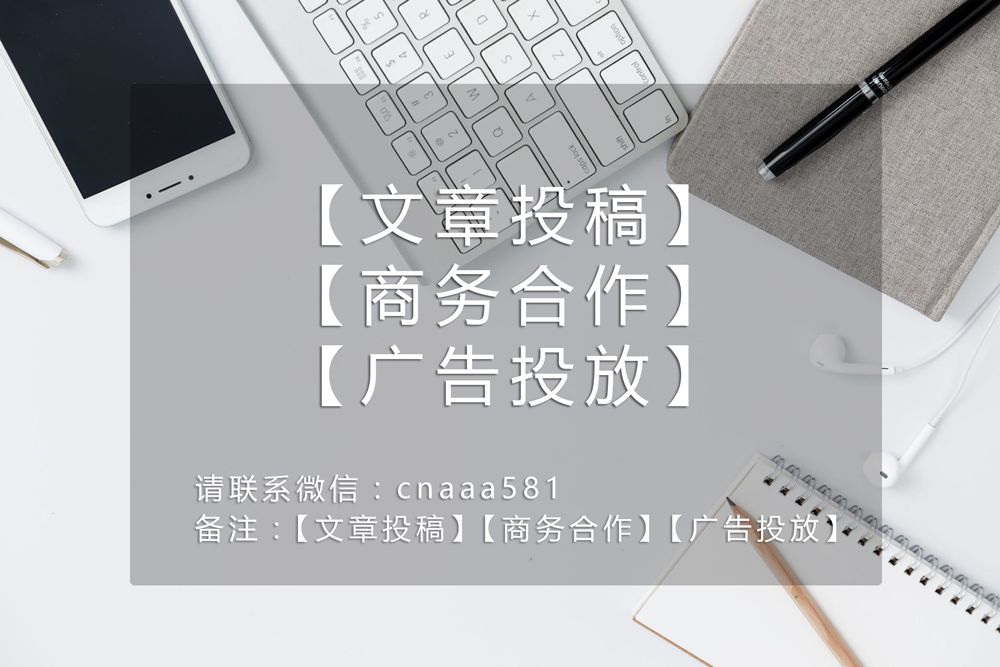 【文章投稿】
【商务合作】
【广告投放】
请联系微信：cnaaa581
备注：【文章投稿】【商务合作】【广告投放】